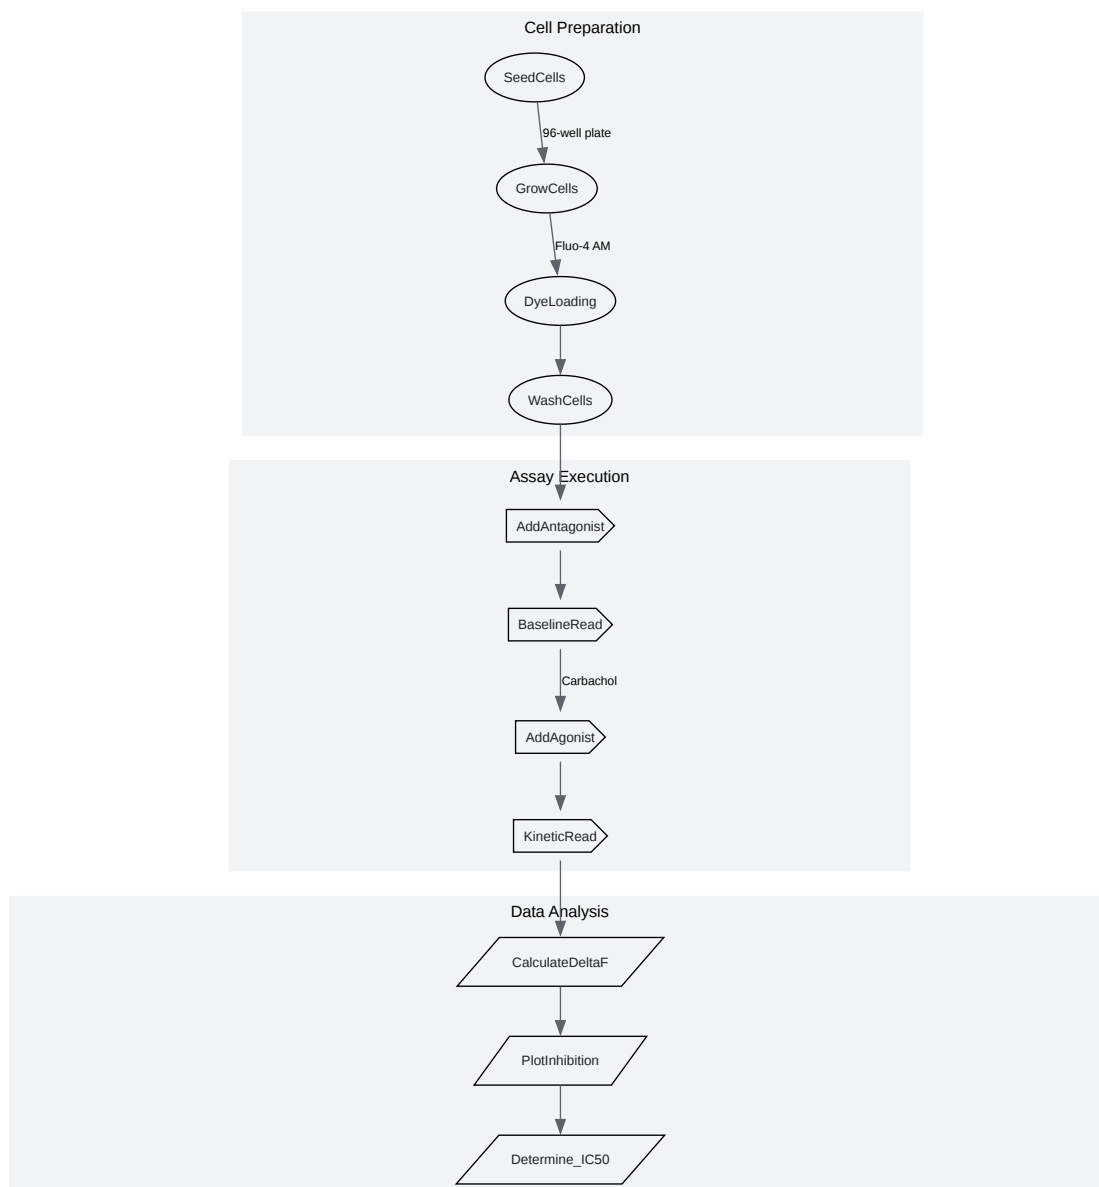 Cell Preparation
SeedCells
96-well plate
GrowCells
Fluo-4 AM
DyeLoading
WashCells
Assay Execution
AddAntagonist
BaselineRead
Carbachol
AddAgonist
KineticRead
Data Analysis
CalculateDeltaF
PlotInhibition
Determine_IC50